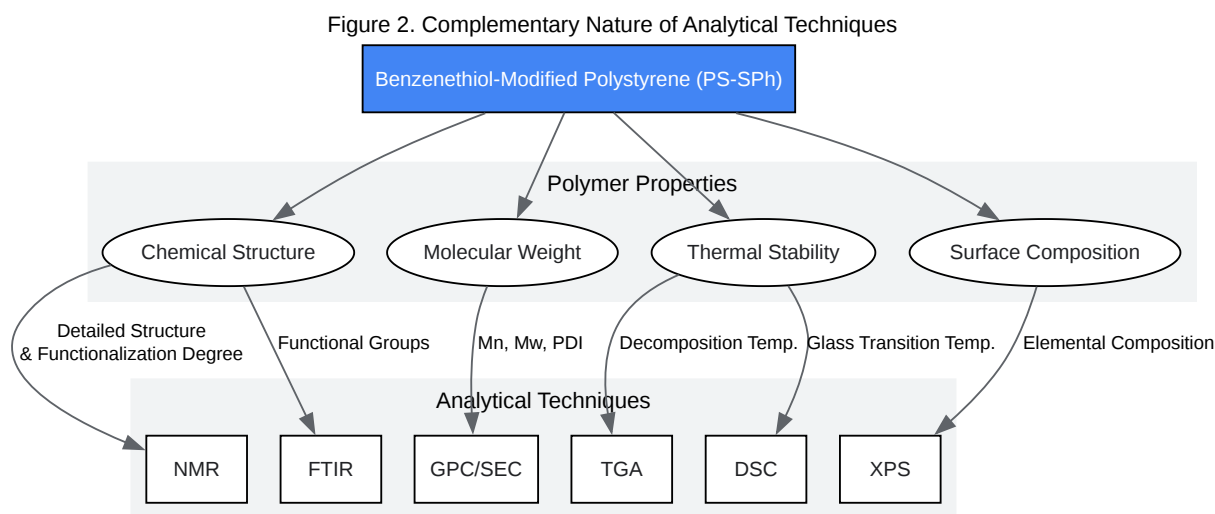 Figure 2. Complementary Nature of Analytical Techniques
Benzenethiol-Modified Polystyrene (PS-SPh)
Polymer Properties
Chemical Structure
Molecular Weight
Thermal Stability
Surface Composition
Detailed Structure
& Functionalization Degree
Functional Groups
Mn, Mw, PDI
Decomposition Temp.
Glass Transition Temp.
Elemental Composition
Analytical Techniques
NMR
FTIR
GPC/SEC
TGA
DSC
XPS